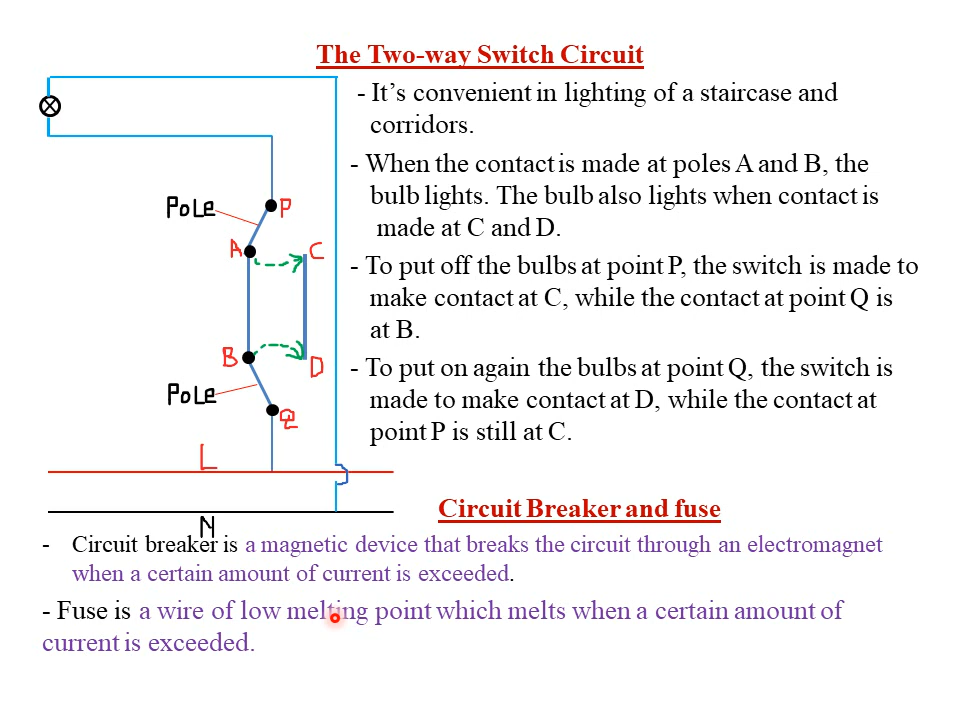 The Two-way Switch Circuit
- It’s convenient in lighting of a staircase and
corridors.
- When the contact is made at poles A and B, the
bulb lights. The bulb also lights when contact is
made at C and D.
- To put off the bulbs at point P, the switch is made to
make contact at C, while the contact at point Q is
at B.
- To put on again the bulbs at point Q, the switch is
made to make contact at D, while the contact at
point P is still at C.
PoLe
P
A
C
B
D
PoLe
Q
L
N
Circuit Breaker and fuse
- Circuit breaker is a magnetic device that breaks the circuit through an electromagnet
when a certain amount of current is exceeded.
- Fuse is a wire of low melting point which melts when a certain amount of
current is exceeded.